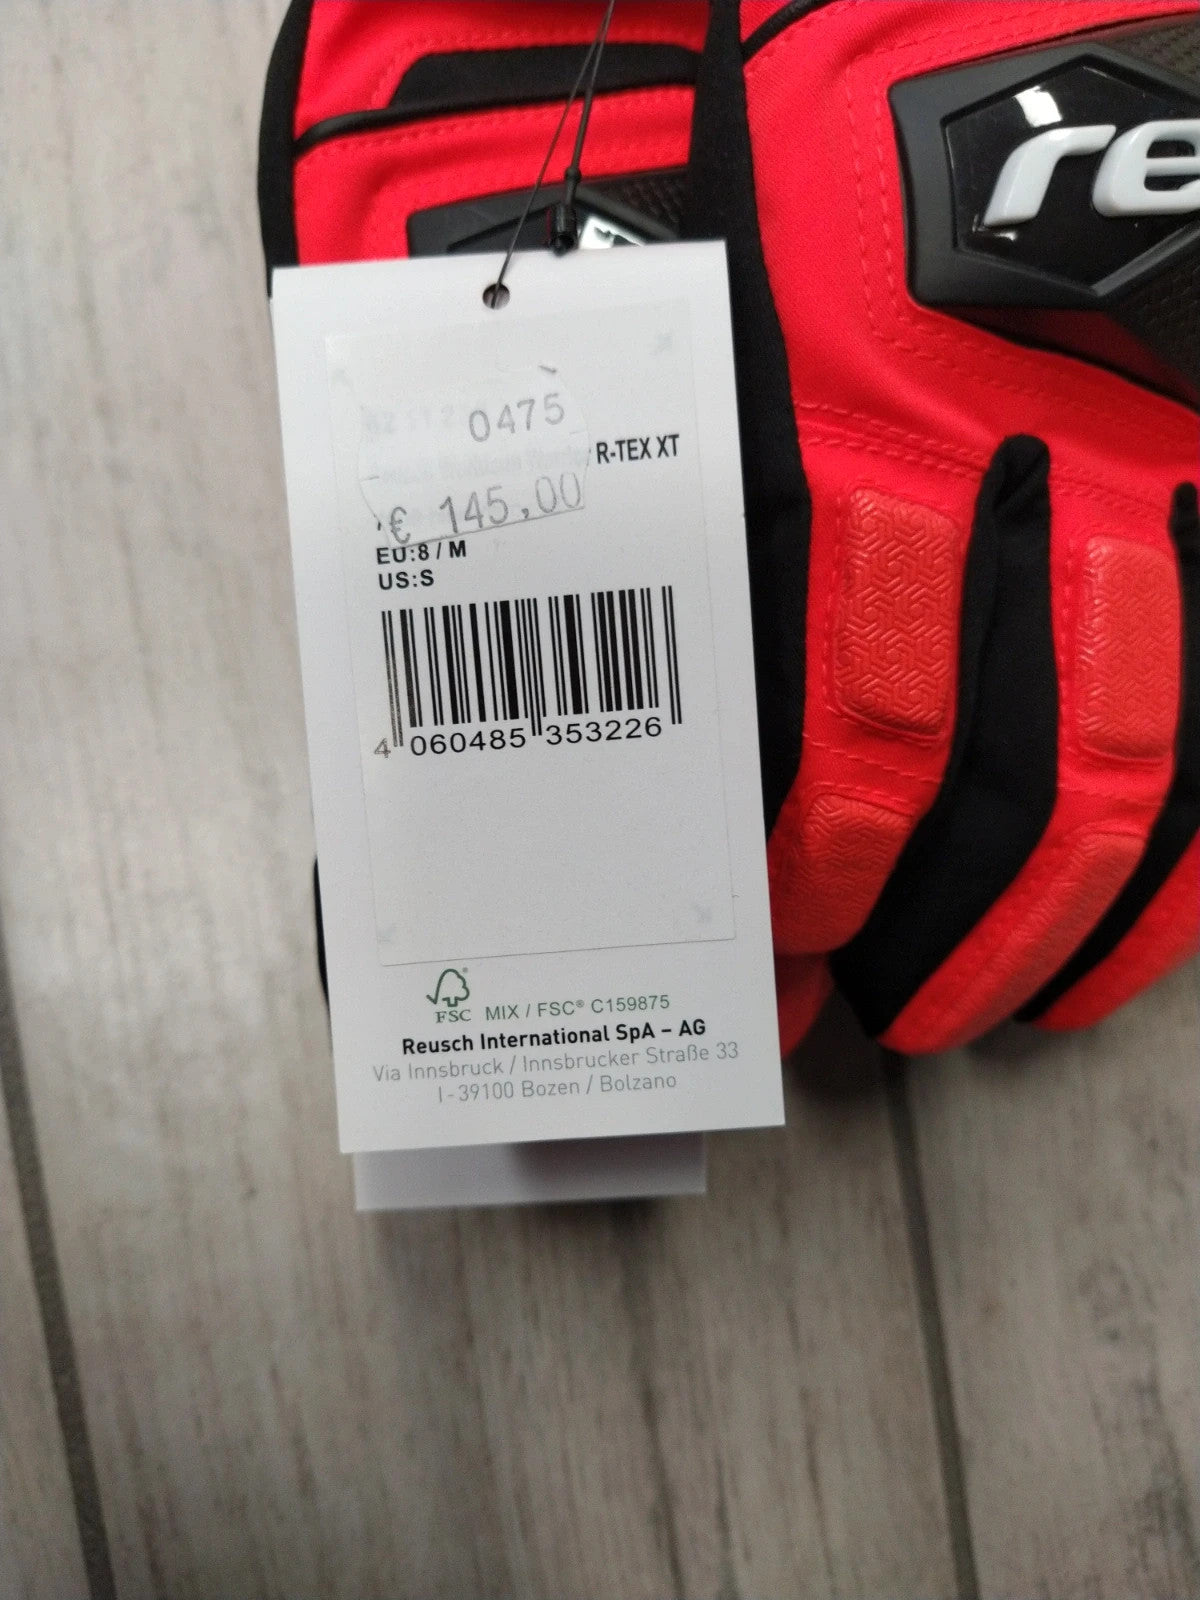 re
0475
R-TEX XT
€ 145,00
EU:8 / M
US:S
4 060485 353226
FSC
MIX / FSC® C159875
Reusch International SpA – AG
Via Innsbruck / Innsbrucker Straße 33
I-39100 Bozen / Bolzano